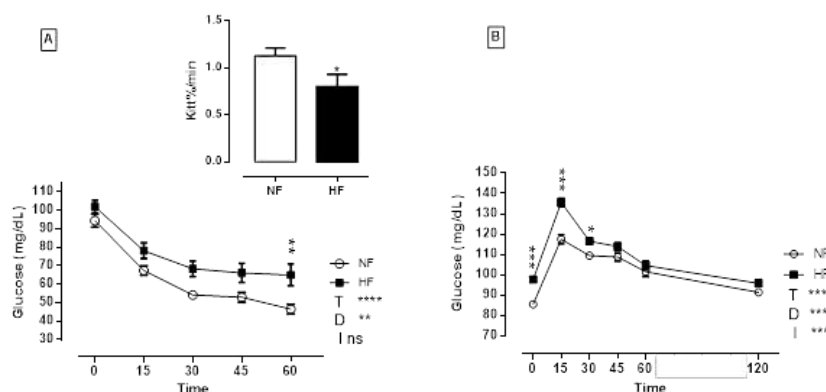 A
Kitt%/min
1.5
1.0
0.5
0.0
*
NF
HF
Glucose (mg/dL)
110
100
90
80
70
60
50
40
30
**
NF
HF
T ****
D **
I ns
0 15 30 45 60
Time
B
Glucose (mg/dL)
150
140
130
120
110
100
90
80
70
***
***
*
HF
T
D
I
0 15 30 45 60 120
Time